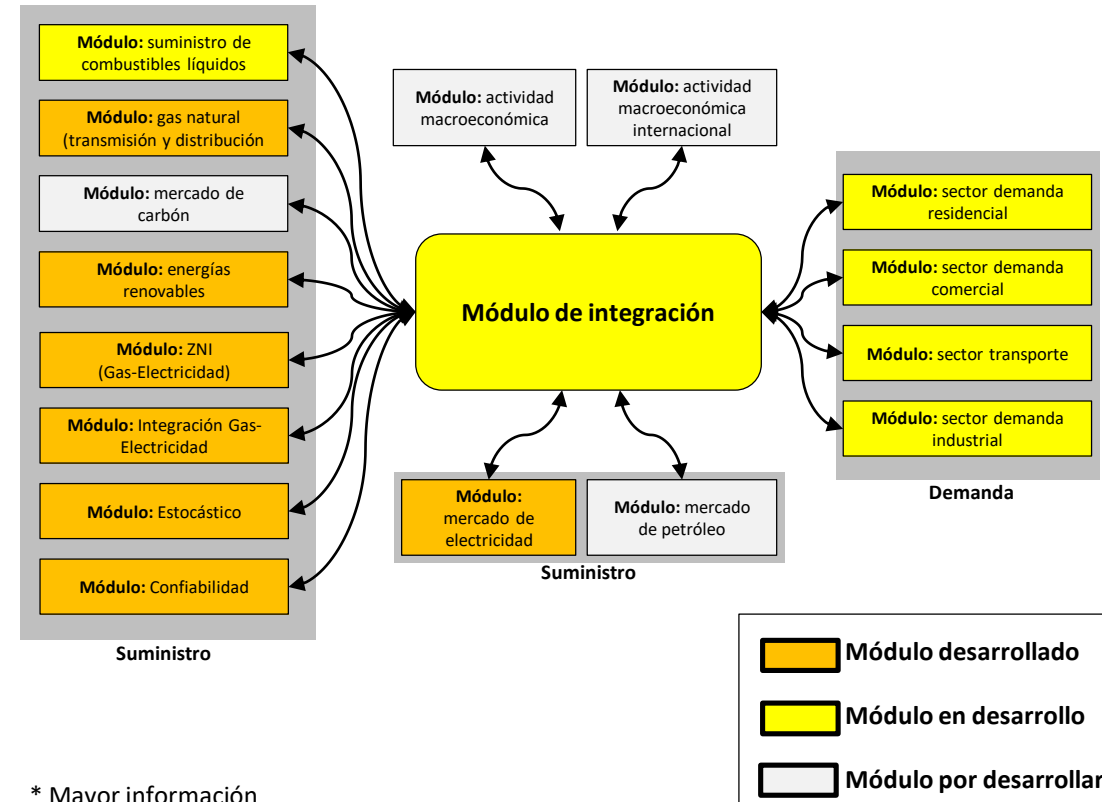 Módulo: suministro de
combustibles líquidos
Módulo: gas natural
(transmisión y distribución
Módulo: mercado de
carbón
Módulo: energías
renovables
Módulo: ZNI
(Gas-Electricidad)
Módulo: Integración Gas-
Electricidad
Módulo: Estocástico
Módulo: Confiabilidad
Suministro
Módulo: actividad
macroeconómica
Módulo: actividad
macroeconómica
internacional
Módulo de integración
Módulo:
mercado de
electricidad
Módulo: mercado
de petróleo
Suministro
Módulo: sector demanda
residencial
Módulo: sector demanda
comercial
Módulo: sector transporte
Módulo: sector demanda
industrial
Demanda
Módulo desarrollado
Módulo en desarrollo
Módulo por desarrollar
* Mayor información